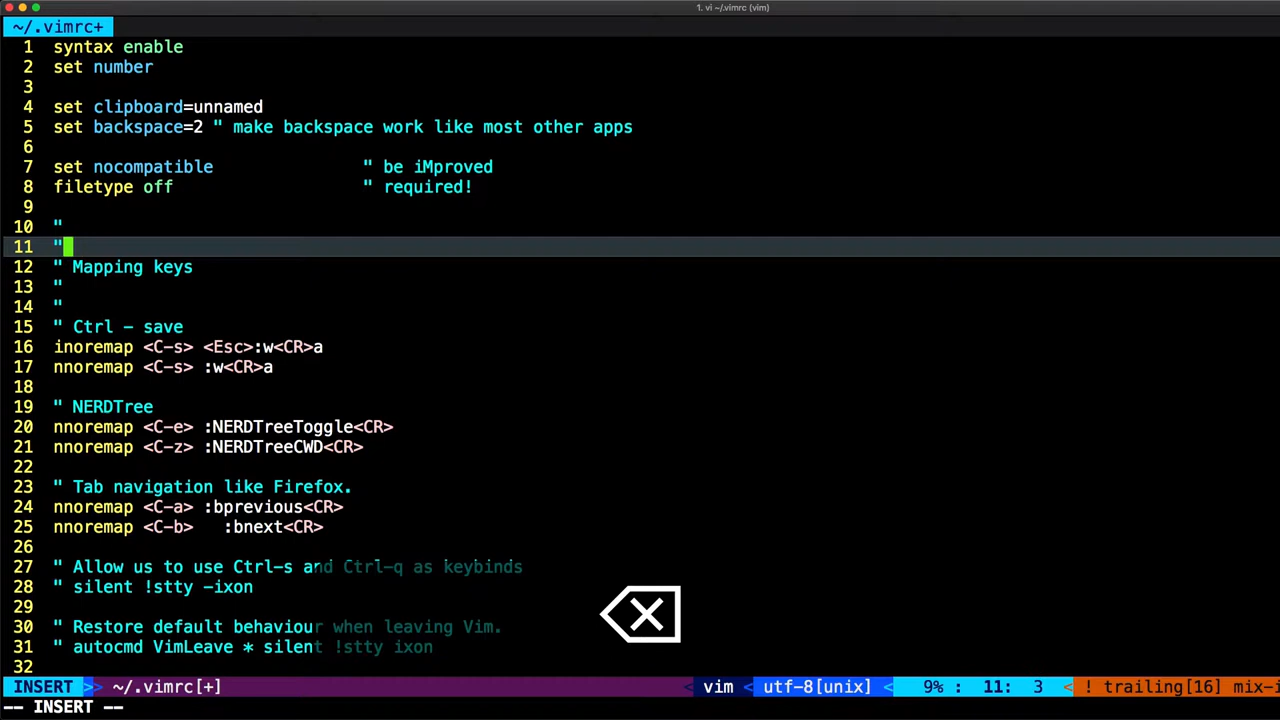 1. vi ~/.vimrc (vim)
~/.vimrc+
1 syntax enable
2 set number
3
4 set clipboard=unnamed
5 set backspace=2 " make backspace work like most other apps
6
7 set nocompatible " be iMproved
8 filetype off " required!
9
10 "
11 "
12 " Mapping keys
13 "
14 "
15 " Ctrl - save
16 inoremap <C-s> <Esc>:w<CR>a
17 nnoremap <C-s> :w<CR>a
18
19 " NERDTree
20 nnoremap <C-e> :NERDTreeToggle<CR>
21 nnoremap <C-z> :NERDTreeCWD<CR>
22
23 " Tab navigation like Firefox.
24 nnoremap <C-a> :bprevious<CR>
25 nnoremap <C-b> :bnext<CR>
26
27 " Allow us to use Ctrl-s and Ctrl-q as keybinds
28 " silent !stty -ixon
29
30 " Restore default behaviour when leaving Vim.
31 " autocmd VimLeave * silent !stty ixon
32
INSERT >> ~/.vimrc[+] < vim < utf-8[unix] < 9% : 11: 3 < ! trailing[16] mix-i
-- INSERT --